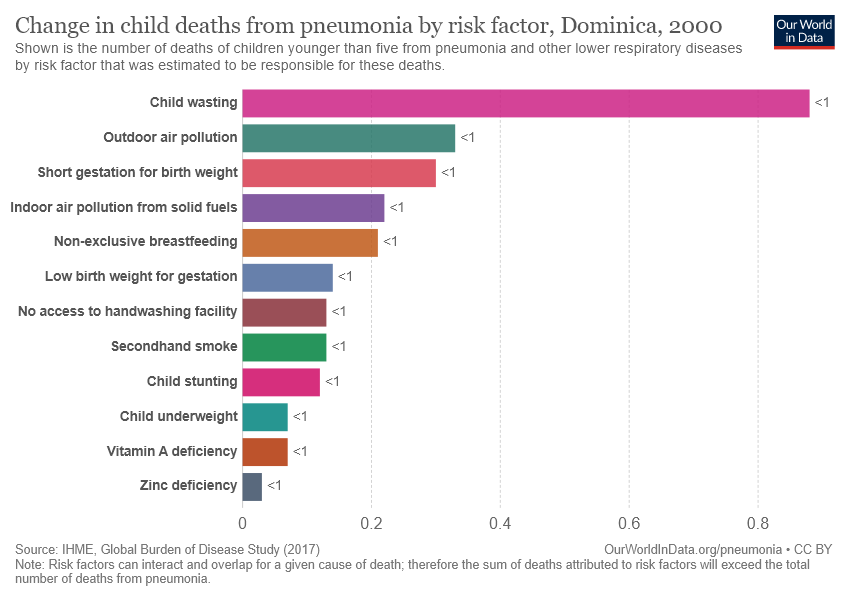 Change in child deaths from pneumonia by risk factor, Dominica, 2000
Our World
in Data
Shown is the number of deaths of children younger than five from pneumonia and other lower respiratory diseases
by risk factor that was estimated to be responsible for these deaths.
Child wasting <1
Outdoor air pollution <1
Short gestation for birth weight <1
Indoor air pollution from solid fuels <1
Non-exclusive breastfeeding <1
Low birth weight for gestation <1
No access to handwashing facility <1
Secondhand smoke <1
Child stunting <1
Child underweight <1
Vitamin A deficiency <1
Zinc deficiency <1
0 0.2 0.4 0.6 0.8
Source: IHME, Global Burden of Disease Study (2017) OurWorldInData.org/pneumonia • CC BY
Note: Risk factors can interact and overlap for a given cause of death; therefore the sum of deaths attributed to risk factors will exceed the total
number of deaths from pneumonia.